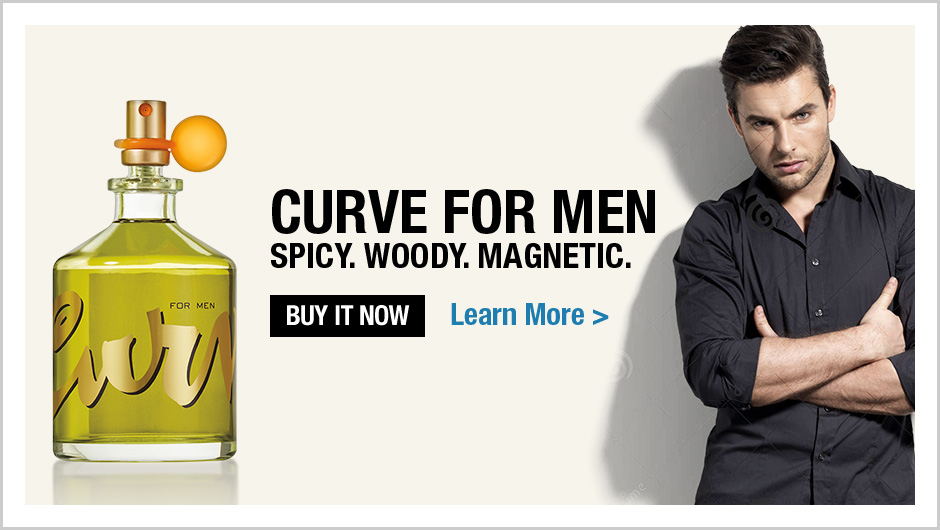 CURVE FOR MEN
SPICY. WOODY. MAGNETIC.
BUY IT NOW
Learn More >
FOR MEN
Curve